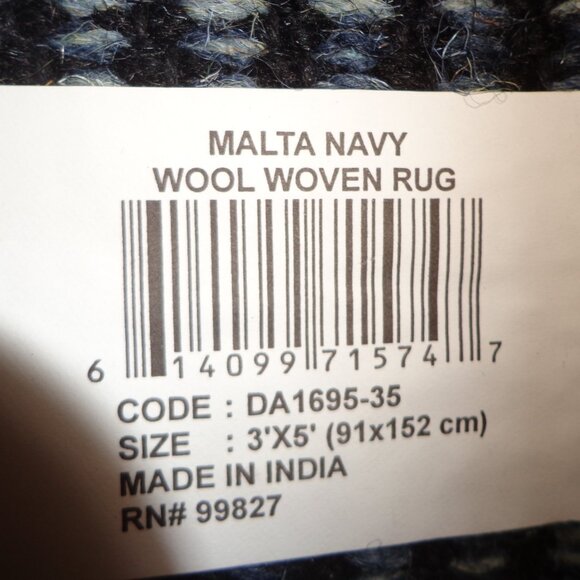 MALTA NAVY
WOOL WOVEN RUG
6 14099 71574 7
CODE : DA1695-35
SIZE : 3'X5' (91x152 cm)
MADE IN INDIA
RN# 99827